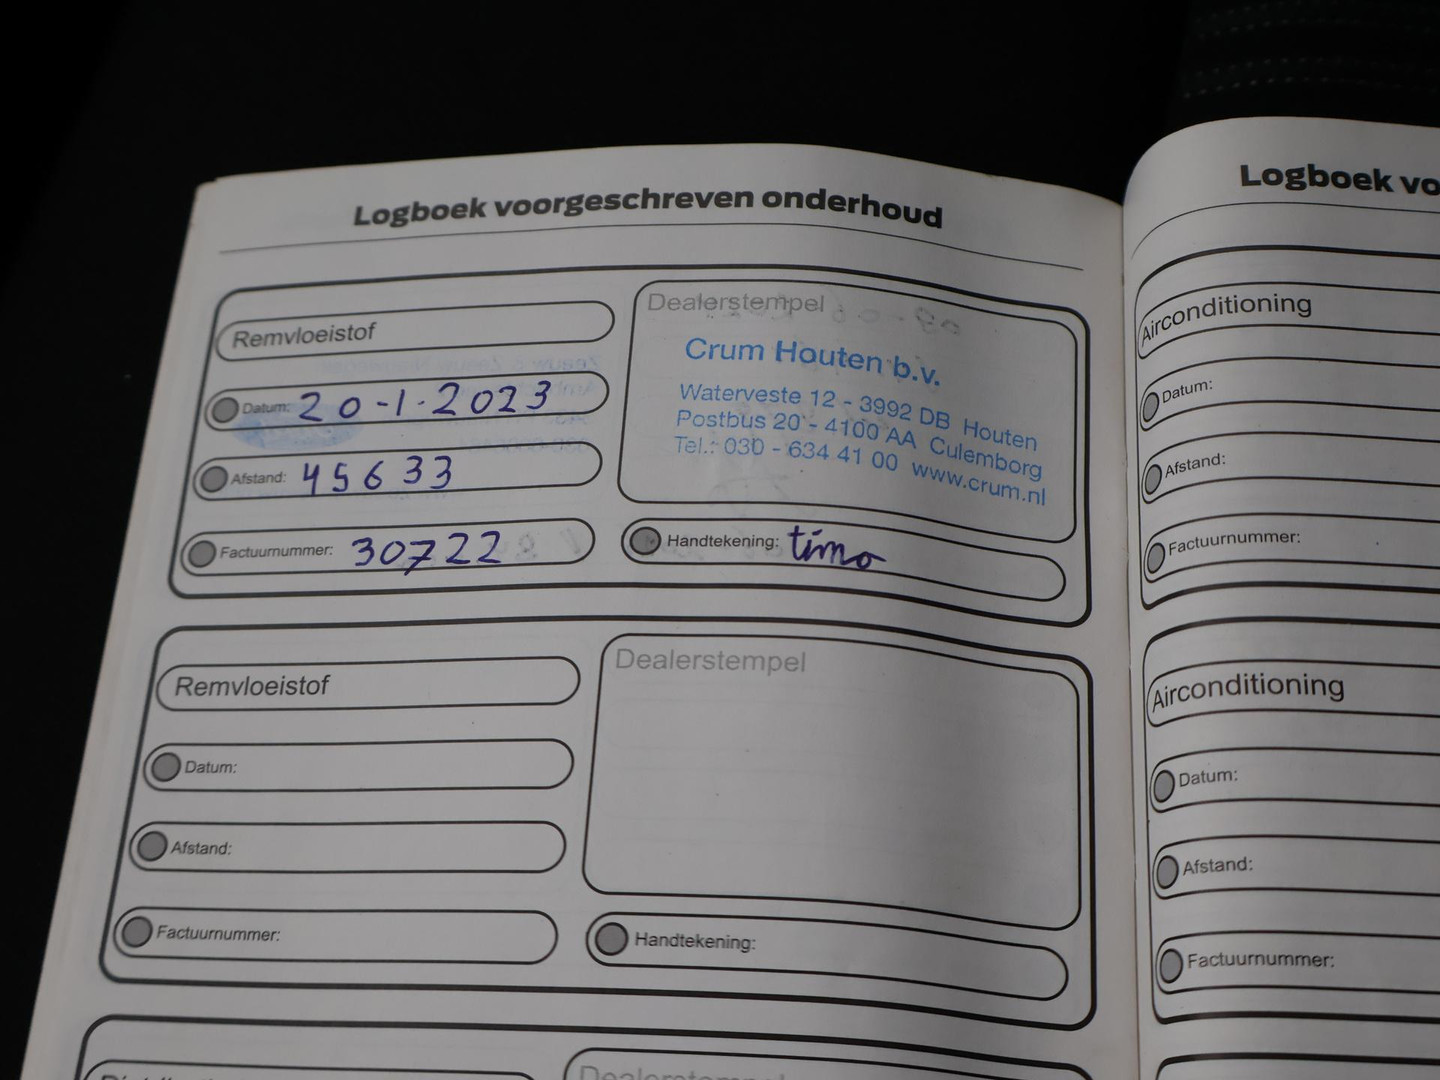 Logboek voorgeschreven onderhoud
Remvloeistof
Datum: 20-1-2023
Afstand: 45633
Factuurnummer: 30722
Dealerstempel
Crum Houten b.v.
Waterveste 12 - 3992 DB Houten
Postbus 20 - 4100 AA Culemborg
Tel.: 030 - 634 41 00 www.crum.nl
Handtekening: timo
Remvloeistof
Datum:
Afstand:
Factuurnummer:
Dealerstempel
Handtekening:
Dealerstempel
Logboek vo
Airconditioning
Datum:
Afstand:
Factuurnummer:
Airconditioning
Datum:
Afstand:
Factuurnummer: